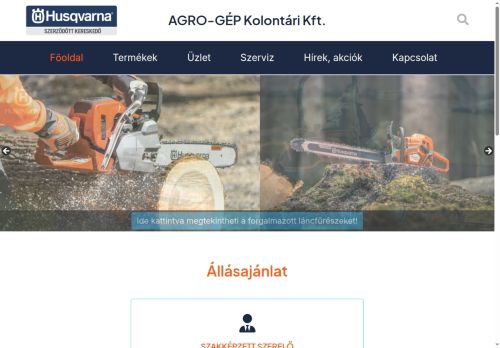 Husqvarna
SZERZŐDÖTT KERESKEDŐ
AGRO-GÉP Kolontári Kft.
Főoldal Termékek Üzlet Szerviz Hírek, akciók Kapcsolat
Husqvarna
Ide kattintva megtekintheti a forgalmazott láncfűrészeket!
Állásajánlat
SZAKKÉPZETT SZERELŐ